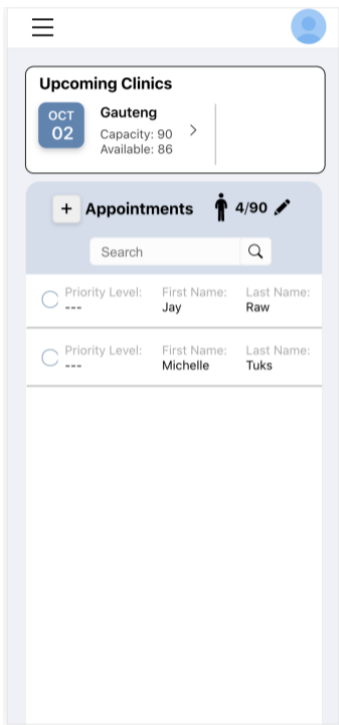 Upcoming Clinics
OCT
02
Gauteng
Capacity: 90
Available: 86
+ Appointments 4/90
Search
Priority Level: First Name: Last Name:
--- Jay Raw
Priority Level: First Name: Last Name:
--- Michelle Tuks